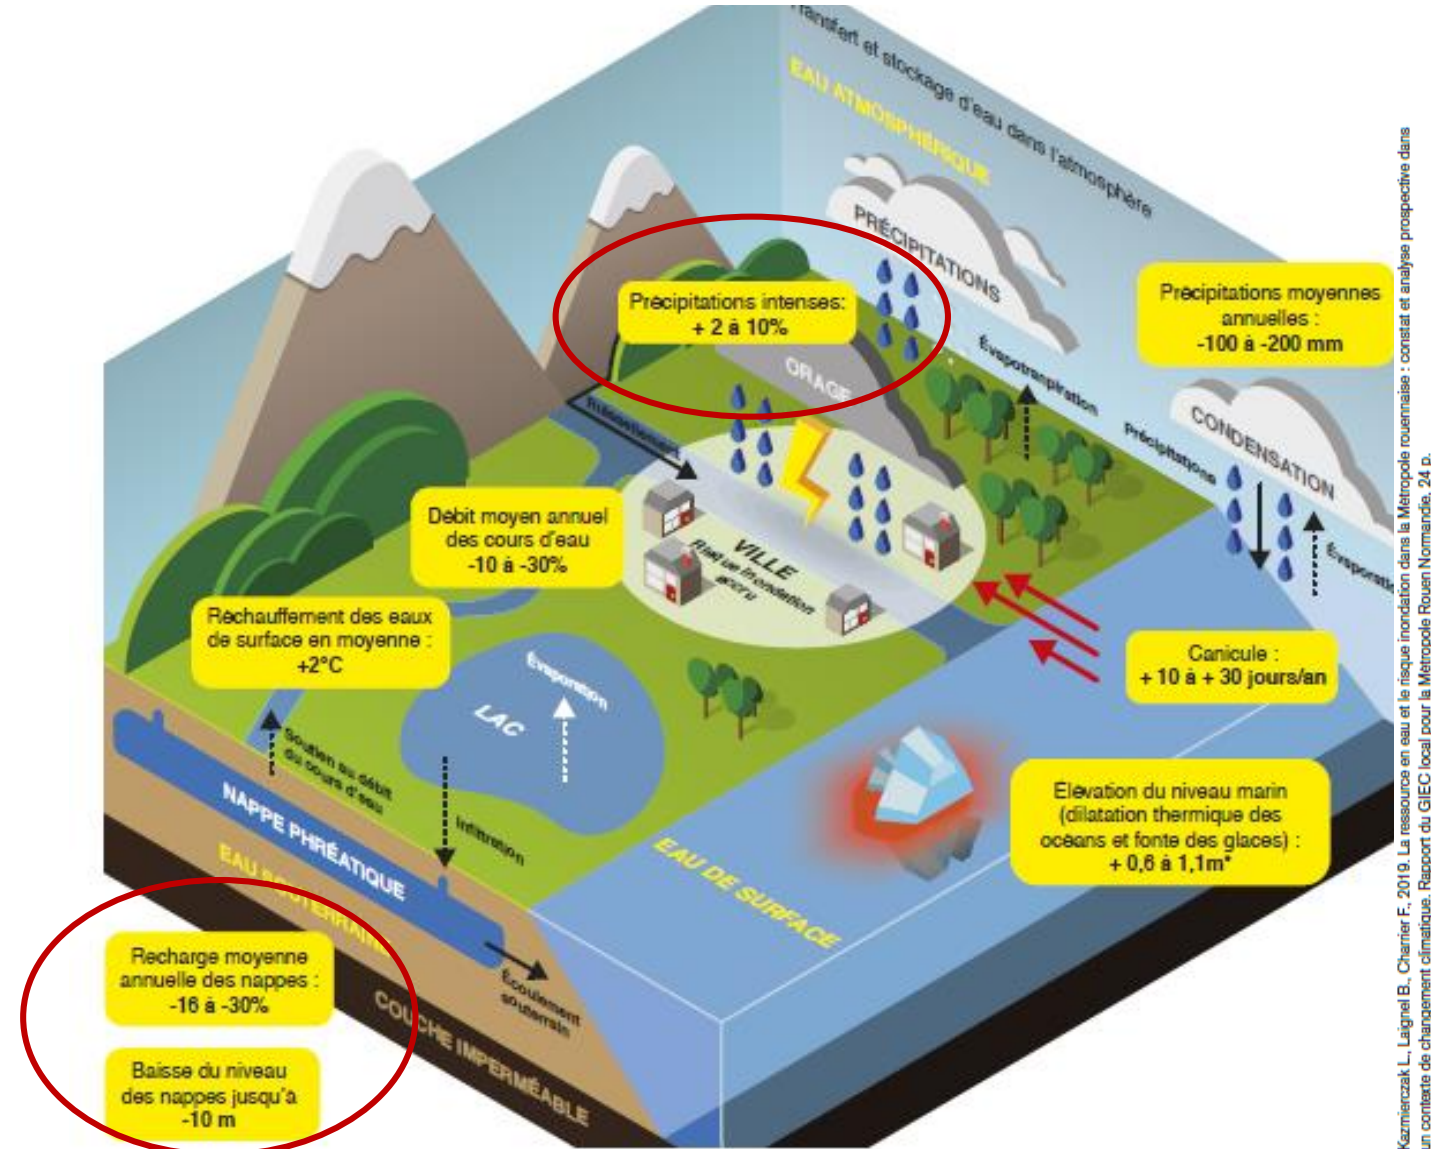 Transfert et stockage d'eau dans l'atmosphère
EAU ATMOSPHÉRIQUE
PRÉCIPITATIONS
Précipitations intenses:
+ 2 à 10%
Précipitations moyennes
annuelles :
-100 à -200 mm
ORAGE
Évapotranpiration
Ruissellement
Précipitations
CONDENSATION
Évaporation
Débit moyen annuel
des cours d'eau
-10 à -30%
VILLE
Risque inondation
accru
Réchauffement des eaux
de surface en moyenne :
+2°C
Canicule :
+ 10 à + 30 jours/an
Évaporation
LAC
Soutien au débit
du cours d'eau
Infiltration
NAPPE PHRÉATIQUE
EAU SOUTERRAINE
EAU DE SURFACE
Elévation du niveau marin
(dilatation thermique des
océans et fonte des glaces) :
+ 0,6 à 1,1m*
Recharge moyenne
annuelle des nappes :
-16 à -30%
Écoulement
souterrain
COUCHE IMPERMÉABLE
Baisse du niveau
des nappes jusqu'à
-10 m
Kazmierczak L., Laignel B., Charrier F., 2019. La ressource en eau et le risque inondation dans la Métropole rouennaise : constat et analyse prospective dans
un contexte de changement climatique. Rapport du GIEC local pour la Métropole Rouen Normandie, 24 p.